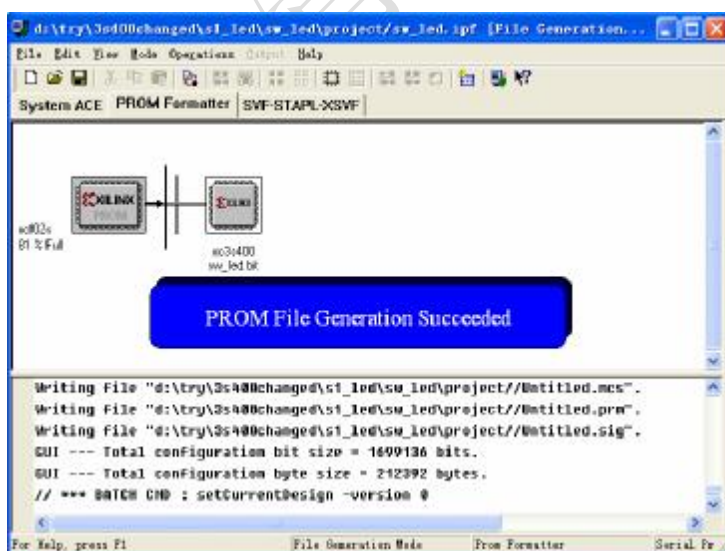 d:\try\3s400changed\s1_led\sw_led\project/sw_led.ipf [File Generation...
File Edit View Mode Operations Output Help
System ACE PROM Formatter SVF-STAPL-XSVF
XILINX
PROM
XILINX
xcf02s
81 % Full
xc3s400
sw_led.bit
PROM File Generation Succeeded
Writing file "d:\try\3s400changed\s1_led\sw_led\project//Untitled.mcs".
Writing file "d:\try\3s400changed\s1_led\sw_led\project//Untitled.prm".
Writing file "d:\try\3s400changed\s1_led\sw_led\project//Untitled.sig".
GUI --- Total configuration bit size = 1699136 bits.
GUI --- Total configuration byte size = 212392 bytes.
// *** BATCH CMD : setCurrentDesign -version 0
For Help, press F1 File Generation Mode Prom Formatter Serial Pr